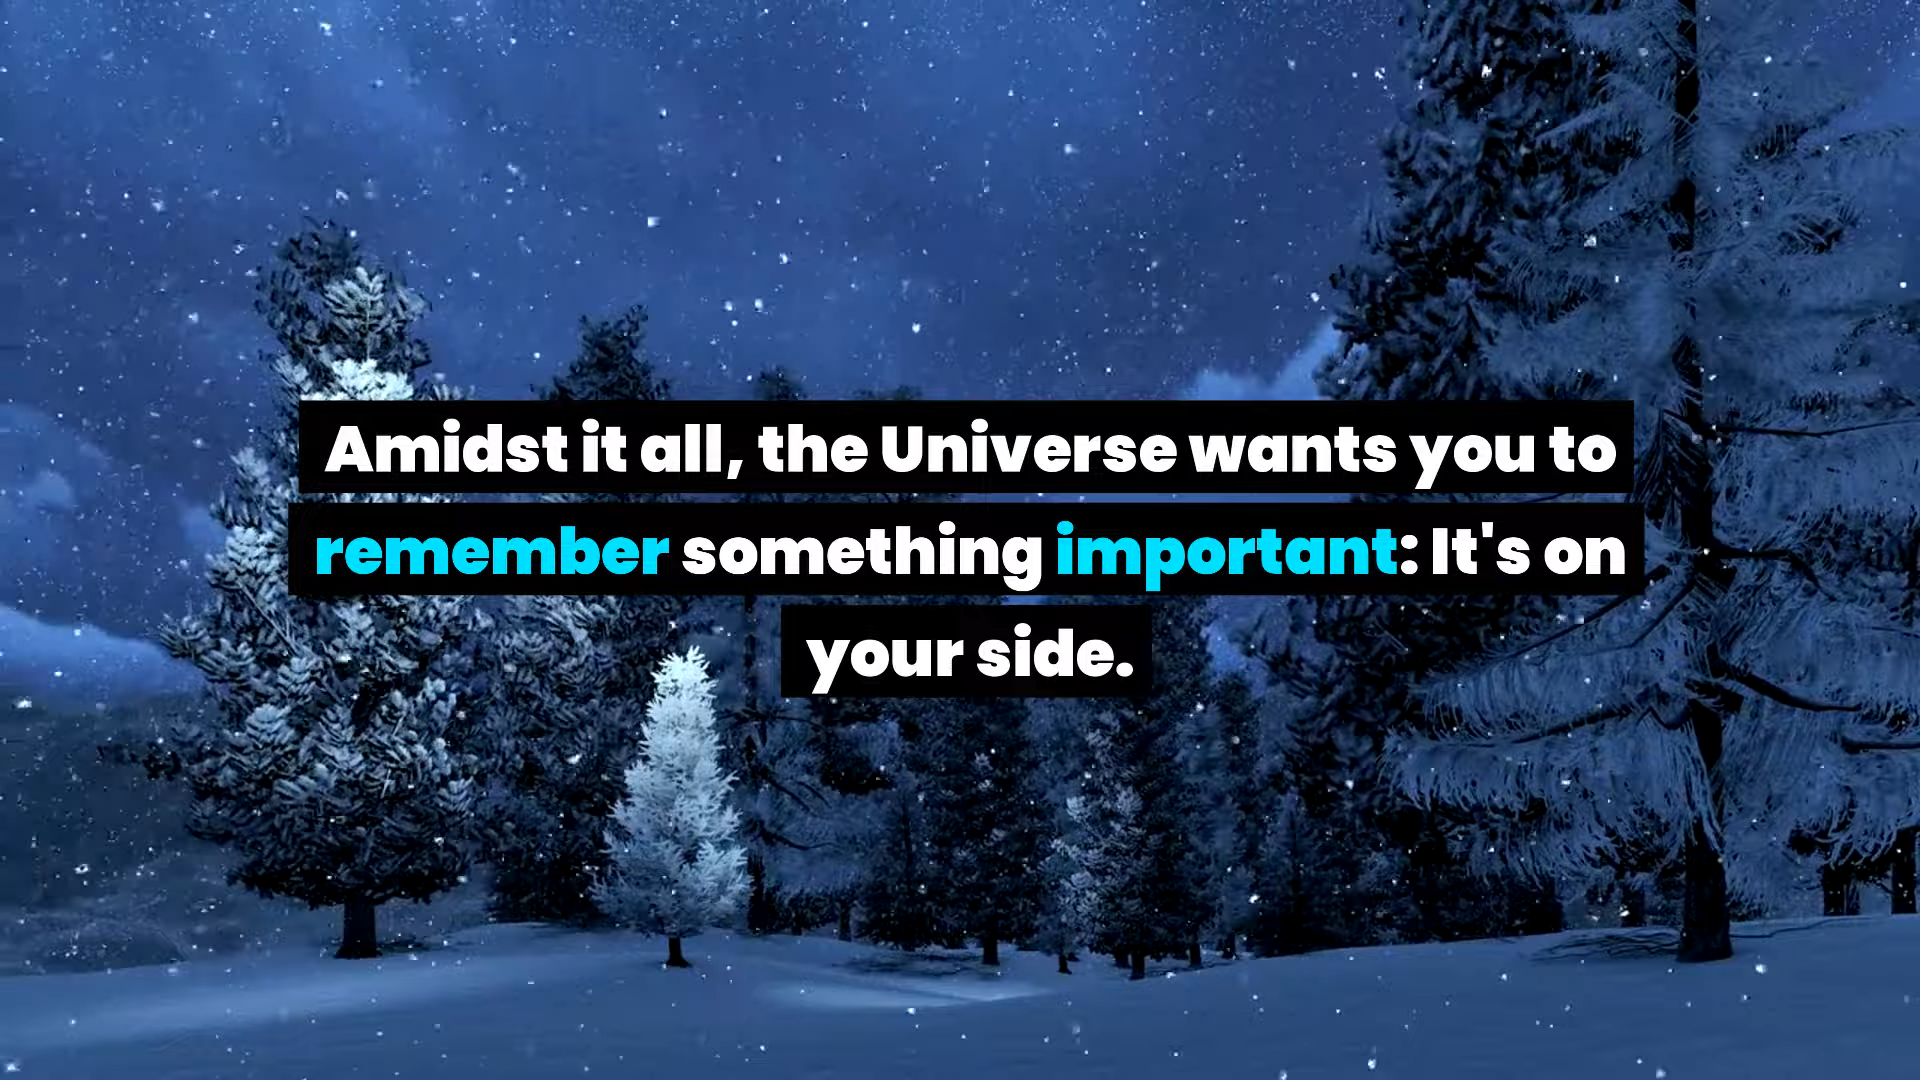 Amidst it all, the Universe wants you to
remember something important: It's on
your side.